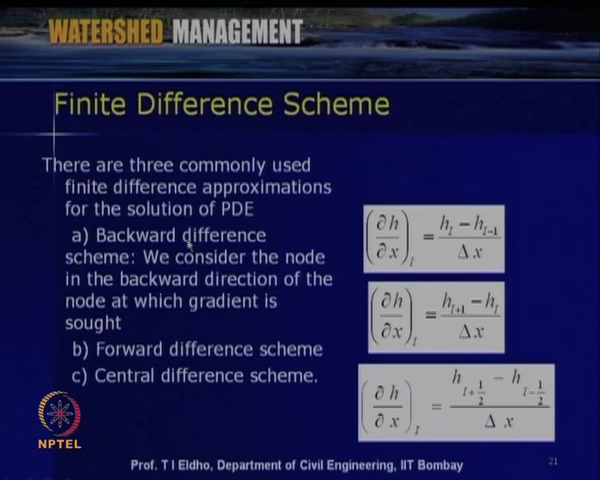 WATERSHED MANAGEMENT
Finite Difference Scheme
There are three commonly used
finite difference approximations
for the solution of PDE
a) Backward difference
scheme: We consider the node
in the backward direction of the
node at which gradient is
sought
b) Forward difference scheme
c) Central difference scheme.
(∂h/∂x)_I = (h_I − h_{I−1})/Δx
(∂h/∂x)_I = (h_{I+1} − h_I)/Δx
(∂h/∂x)_I = (h_{I+1/2} − h_{I−1/2})/Δx
NPTEL
Prof. T I Eldho, Department of Civil Engineering, IIT Bombay
21